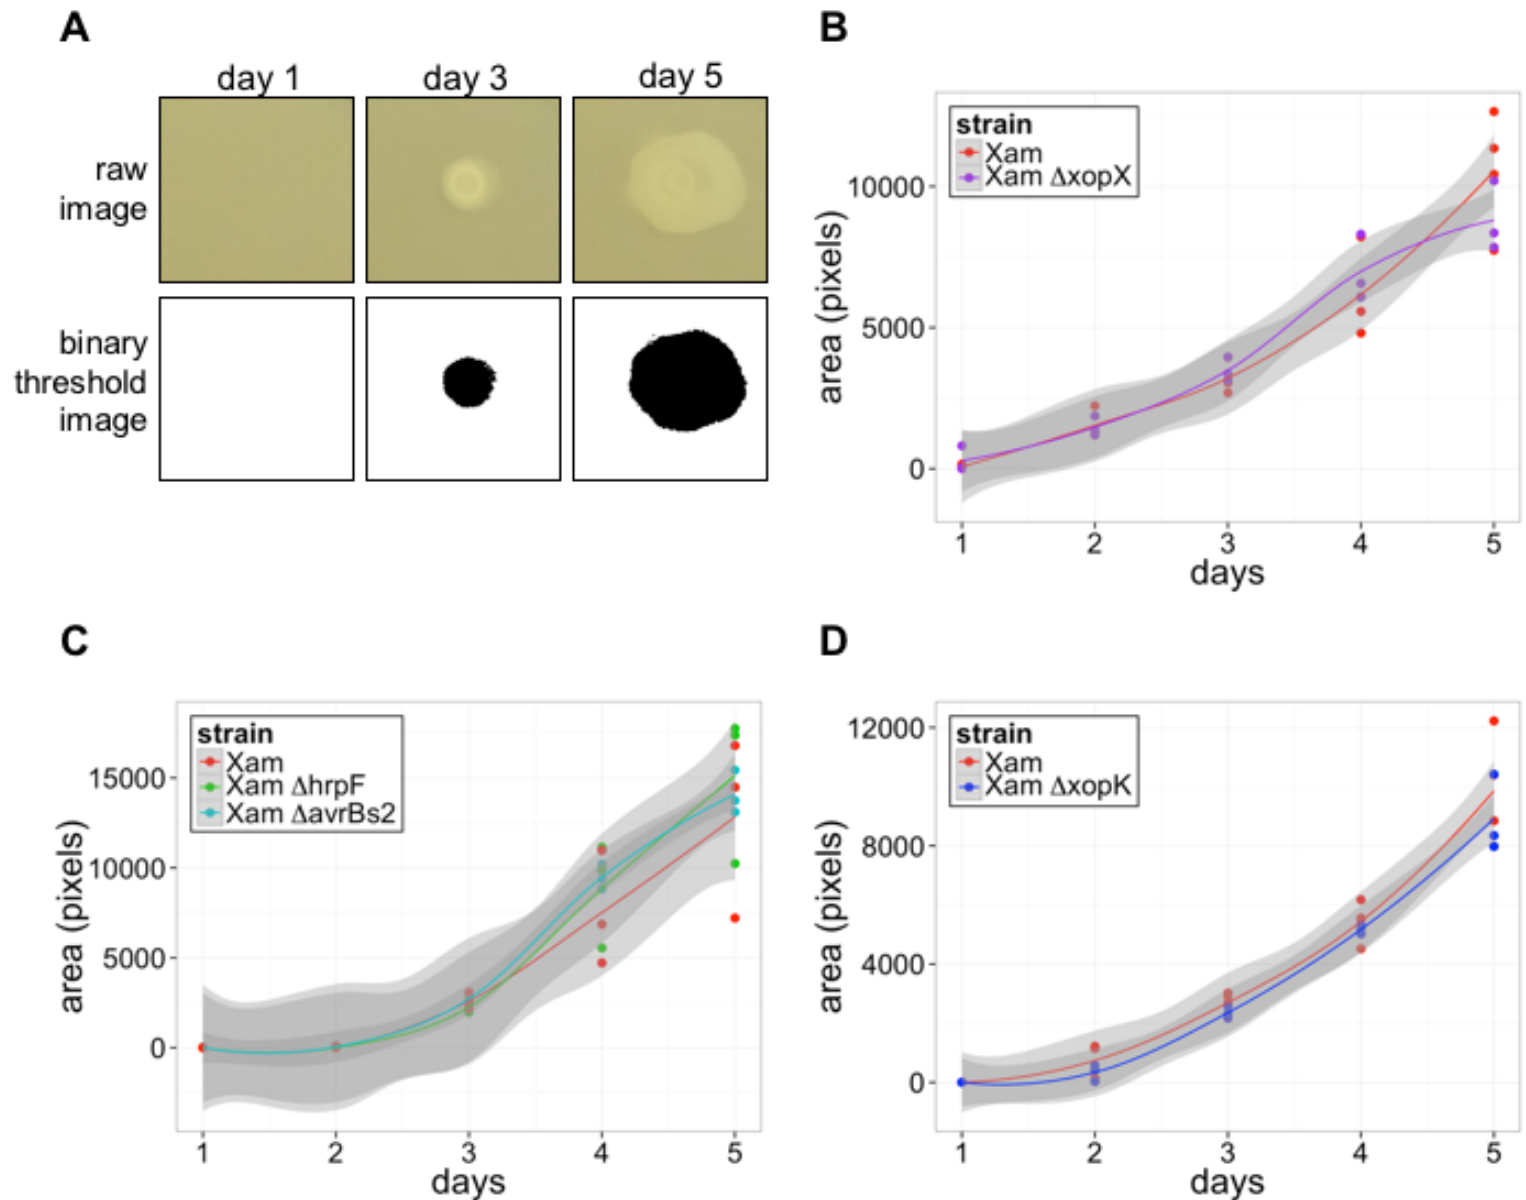 A
day 1 day 3 day 5
raw
image
binary
threshold
image
B
strain
Xam
Xam ΔxopX
area (pixels)
10000
5000
0
1 2 3 4 5
days
C
strain
Xam
Xam ΔhrpF
Xam ΔavrBs2
area (pixels)
15000
10000
5000
0
1 2 3 4 5
days
D
strain
Xam
Xam ΔxopK
area (pixels)
12000
8000
4000
0
1 2 3 4 5
days